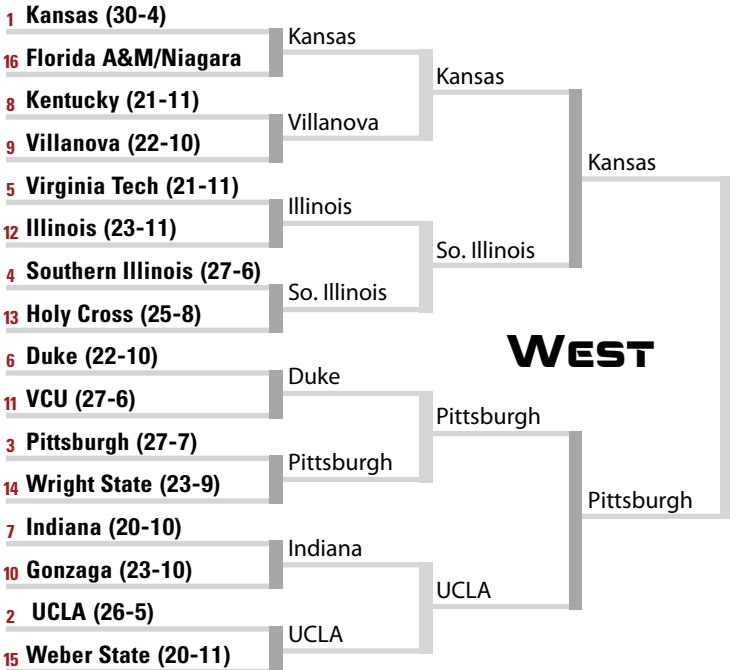 1 Kansas (30-4)
16 Florida A&M/Niagara
8 Kentucky (21-11)
9 Villanova (22-10)
5 Virginia Tech (21-11)
12 Illinois (23-11)
4 Southern Illinois (27-6)
13 Holy Cross (25-8)
6 Duke (22-10)
11 VCU (27-6)
3 Pittsburgh (27-7)
14 Wright State (23-9)
7 Indiana (20-10)
10 Gonzaga (23-10)
2 UCLA (26-5)
15 Weber State (20-11)
Kansas
Villanova
Illinois
So. Illinois
Duke
Pittsburgh
Indiana
UCLA
Kansas
So. Illinois
Pittsburgh
UCLA
Kansas
Pittsburgh
WEST